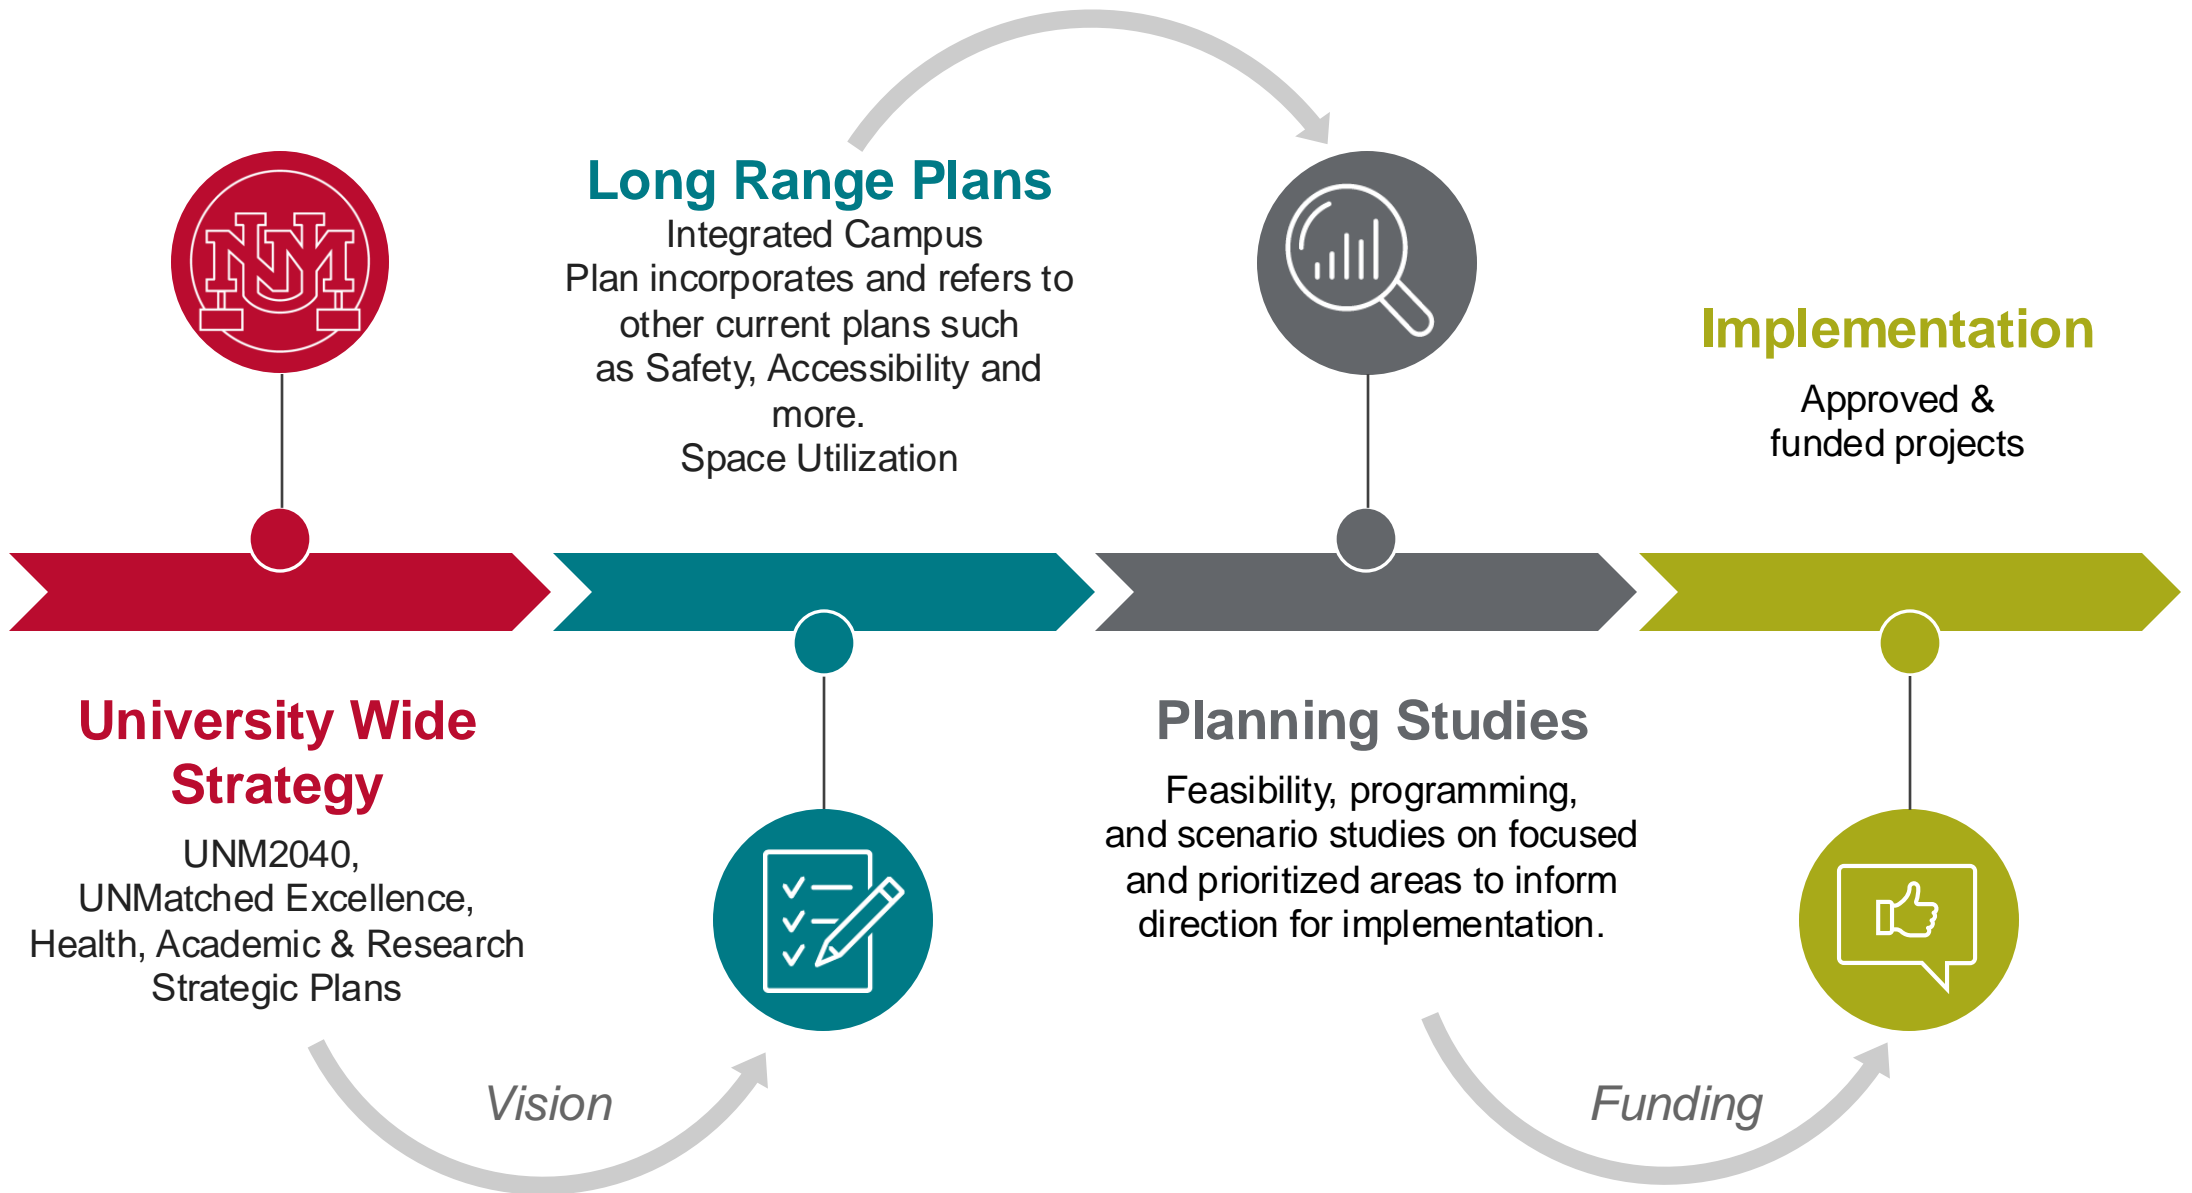 UNM
Long Range Plans
Integrated Campus
Plan incorporates and refers to
other current plans such
as Safety, Accessibility and
more.
Space Utilization
Implementation
Approved &
funded projects
University Wide
Strategy
UNM2040,
UNMatched Excellence,
Health, Academic & Research
Strategic Plans
Planning Studies
Feasibility, programming,
and scenario studies on focused
and prioritized areas to inform
direction for implementation.
Vision
Funding